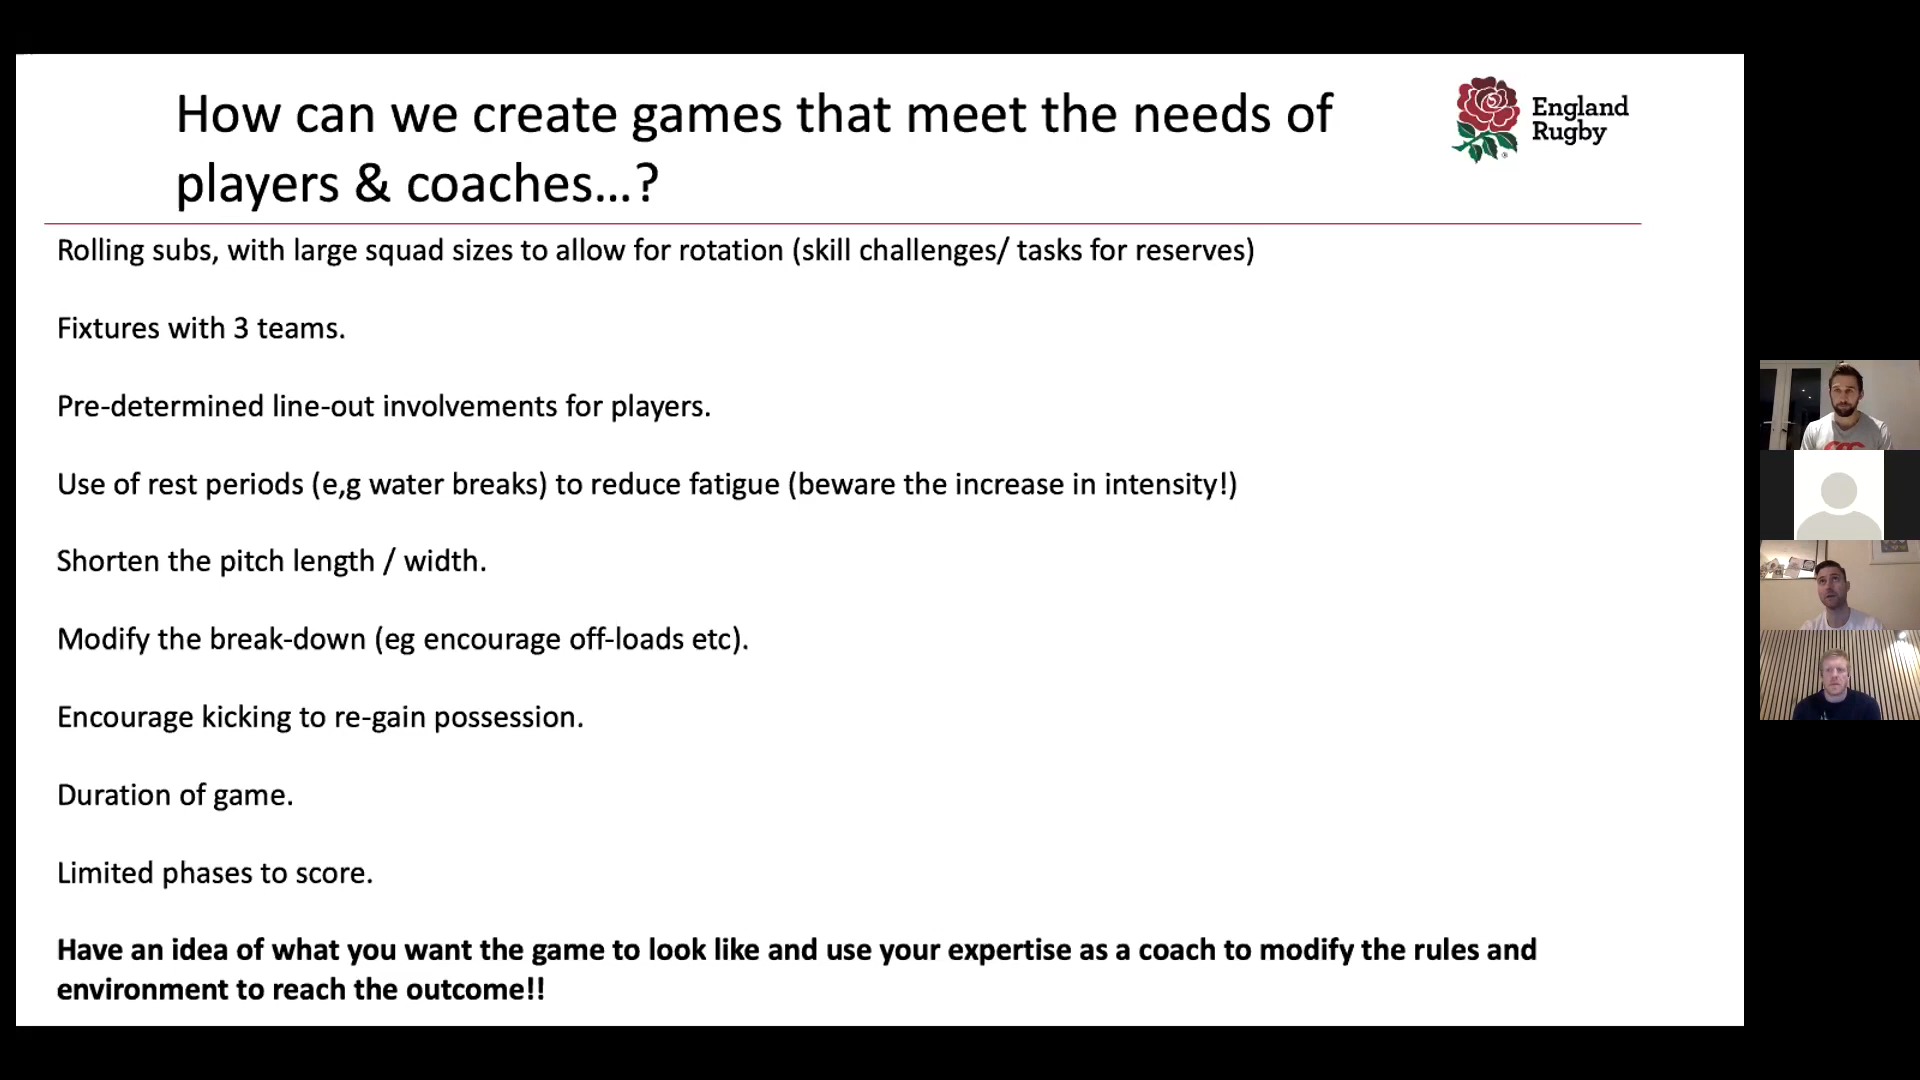 How can we create games that meet the needs of
players & coaches...?
England
Rugby
Rolling subs, with large squad sizes to allow for rotation (skill challenges/ tasks for reserves)
Fixtures with 3 teams.
Pre-determined line-out involvements for players.
Use of rest periods (e,g water breaks) to reduce fatigue (beware the increase in intensity!)
Shorten the pitch length / width.
Modify the break-down (eg encourage off-loads etc).
Encourage kicking to re-gain possession.
Duration of game.
Limited phases to score.
Have an idea of what you want the game to look like and use your expertise as a coach to modify the rules and
environment to reach the outcome!!